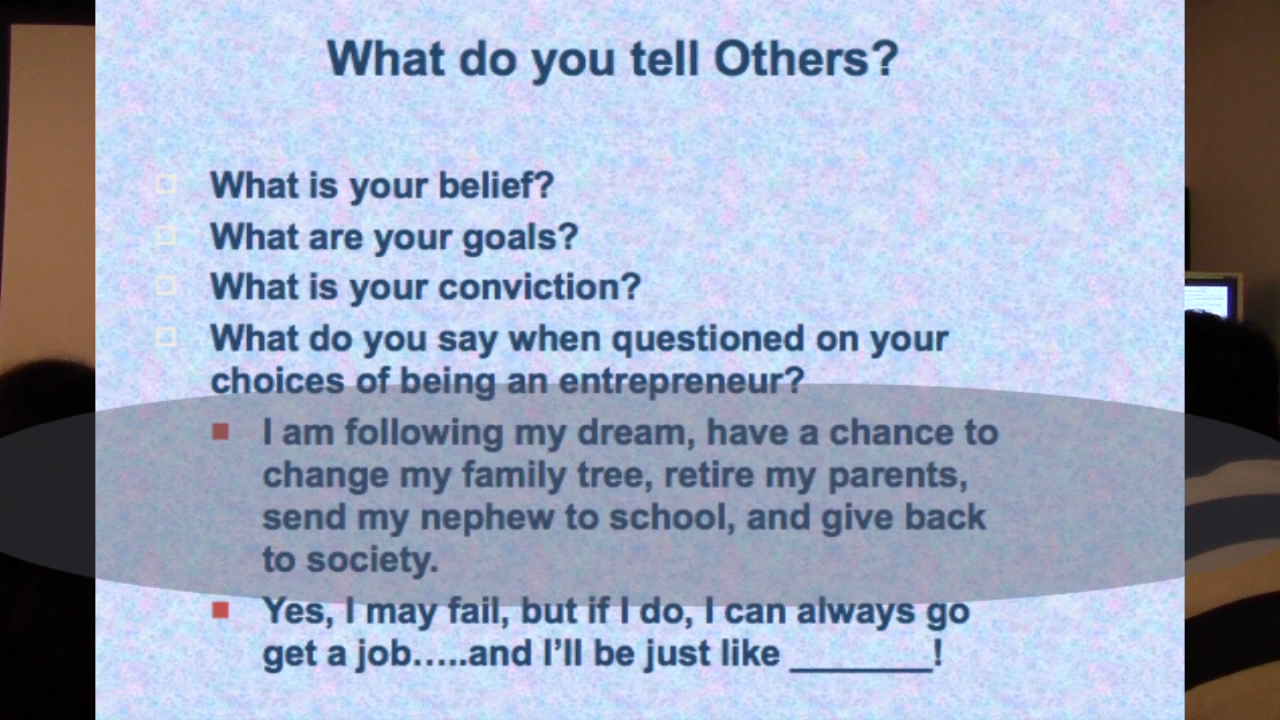 What do you tell Others?
What is your belief?
What are your goals?
What is your conviction?
What do you say when questioned on your
choices of being an entrepreneur?
I am following my dream, have a chance to
change my family tree, retire my parents,
send my nephew to school, and give back
to society.
Yes, I may fail, but if I do, I can always go
get a job.....and I’ll be just like _______!